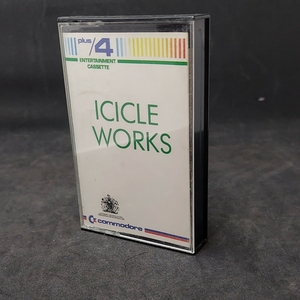 plus/4
ENTERTAINMENT
CASSETTE
ICICLE
WORKS
commodore